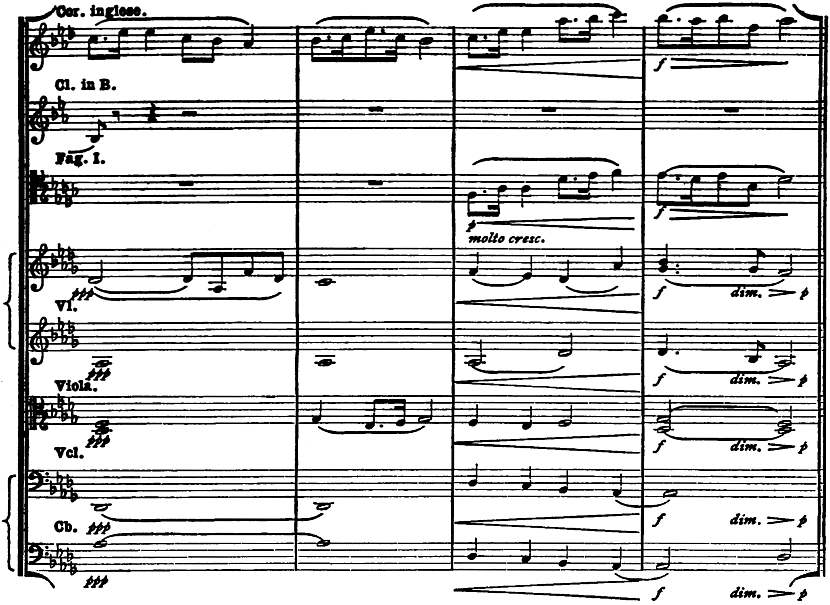 Cor. inglese.
f
Cl. in B.
Fag. I.
p
molto cresc.
f
ppp
f dim. p
Vl.
ppp
f dim. p
Viola.
ppp
f dim. p
Vcl.
ppp
f dim. p
Cb.
ppp
f dim. p